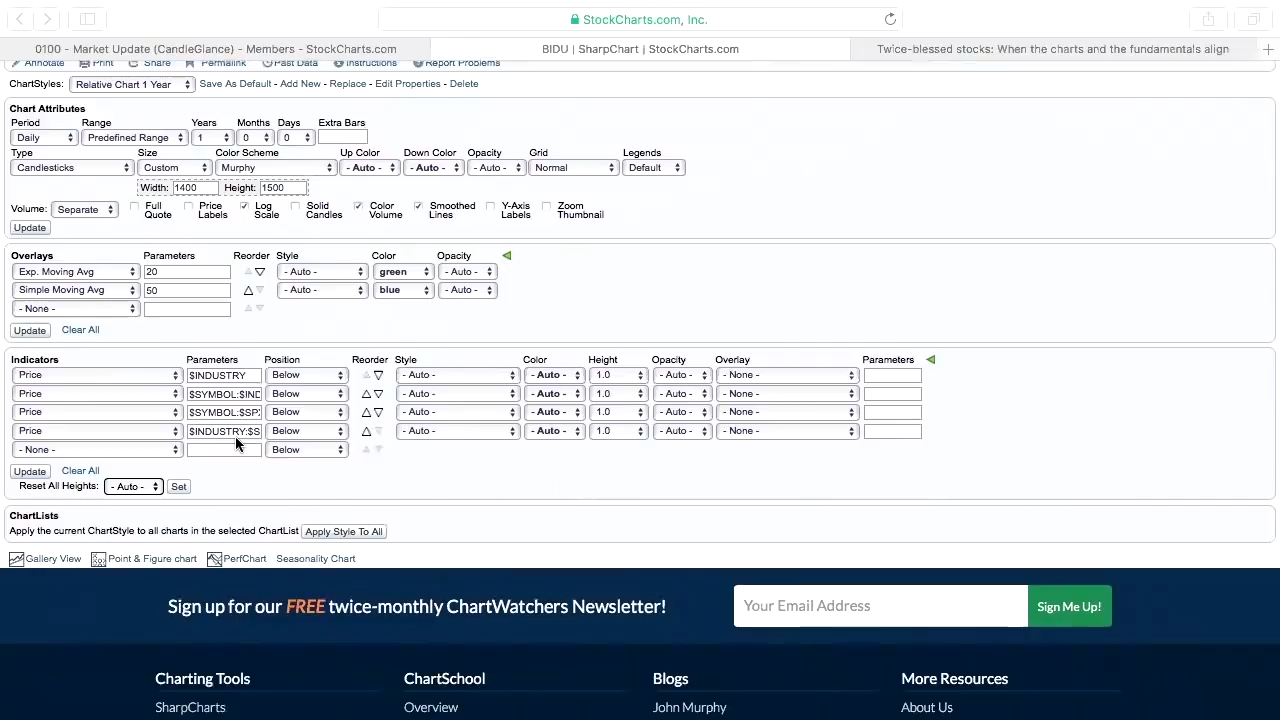 StockCharts.com, Inc.
0100 - Market Update (CandleGlance) - Members - StockCharts.com
BIDU | SharpChart | StockCharts.com
Twice-blessed stocks: When the charts and the fundamentals align
Annotate Print Share Permalink Past Data Instructions Report Problems
ChartStyles: Relative Chart 1 Year Save As Default - Add New - Replace - Edit Properties - Delete
Chart Attributes
Period Range Years Months Days Extra Bars
Daily Predefined Range 1 0 0
Type Size Color Scheme Up Color Down Color Opacity Grid Legends
Candlesticks Custom Murphy - Auto - - Auto - - Auto - Normal Default
Width: 1400 Height: 1500
Volume: Separate Full Quote Price Labels Log Scale Solid Candles Color Volume Smoothed Lines Y-Axis Labels Zoom Thumbnail
Update
Overlays Parameters Reorder Style Color Opacity
Exp. Moving Avg 20 - Auto - green - Auto -
Simple Moving Avg 50 - Auto - blue - Auto -
- None -
Update Clear All
Indicators Parameters Position Reorder Style Color Height Opacity Overlay Parameters
Price $INDUSTRY Below - Auto - - Auto - 1.0 - Auto - - None -
Price $SYMBOL:$IND Below - Auto - - Auto - 1.0 - Auto - - None -
Price $SYMBOL:$SP Below - Auto - - Auto - 1.0 - Auto - - None -
Price $INDUSTRY:$S Below - Auto - - Auto - 1.0 - Auto - - None -
- None - Below
Update Clear All
Reset All Heights: - Auto - Set
ChartLists
Apply the current ChartStyle to all charts in the selected ChartList Apply Style To All
Gallery View Point & Figure chart PerfChart Seasonality Chart
Sign up for our FREE twice-monthly ChartWatchers Newsletter! Your Email Address Sign Me Up!
Charting Tools ChartSchool Blogs More Resources
SharpCharts Overview John Murphy About Us